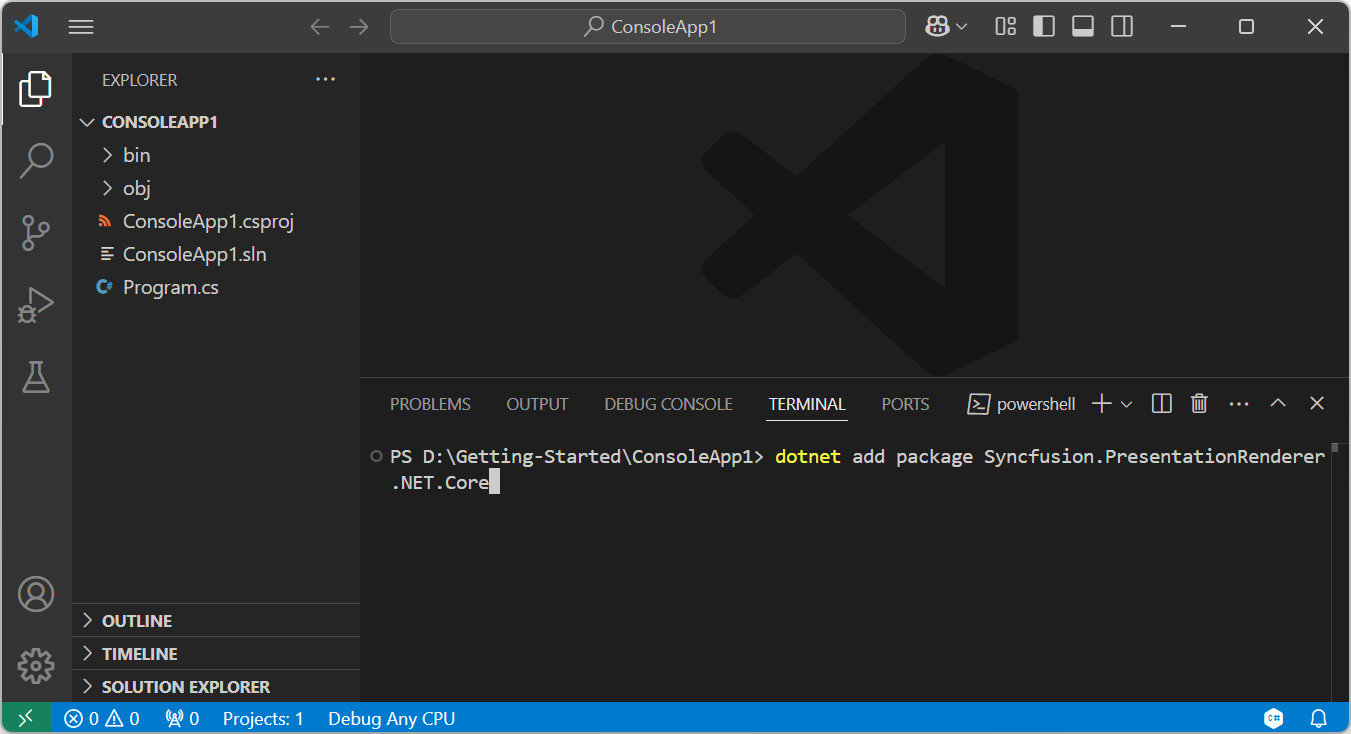 ConsoleApp1
EXPLORER
CONSOLEAPP1
bin
obj
ConsoleApp1.csproj
ConsoleApp1.sln
C# Program.cs
PROBLEMS OUTPUT DEBUG CONSOLE TERMINAL PORTS powershell
PS D:\Getting-Started\ConsoleApp1> dotnet add package Syncfusion.PresentationRenderer
.NET.Core
OUTLINE
TIMELINE
SOLUTION EXPLORER
0 0 0 Projects: 1 Debug Any CPU C#